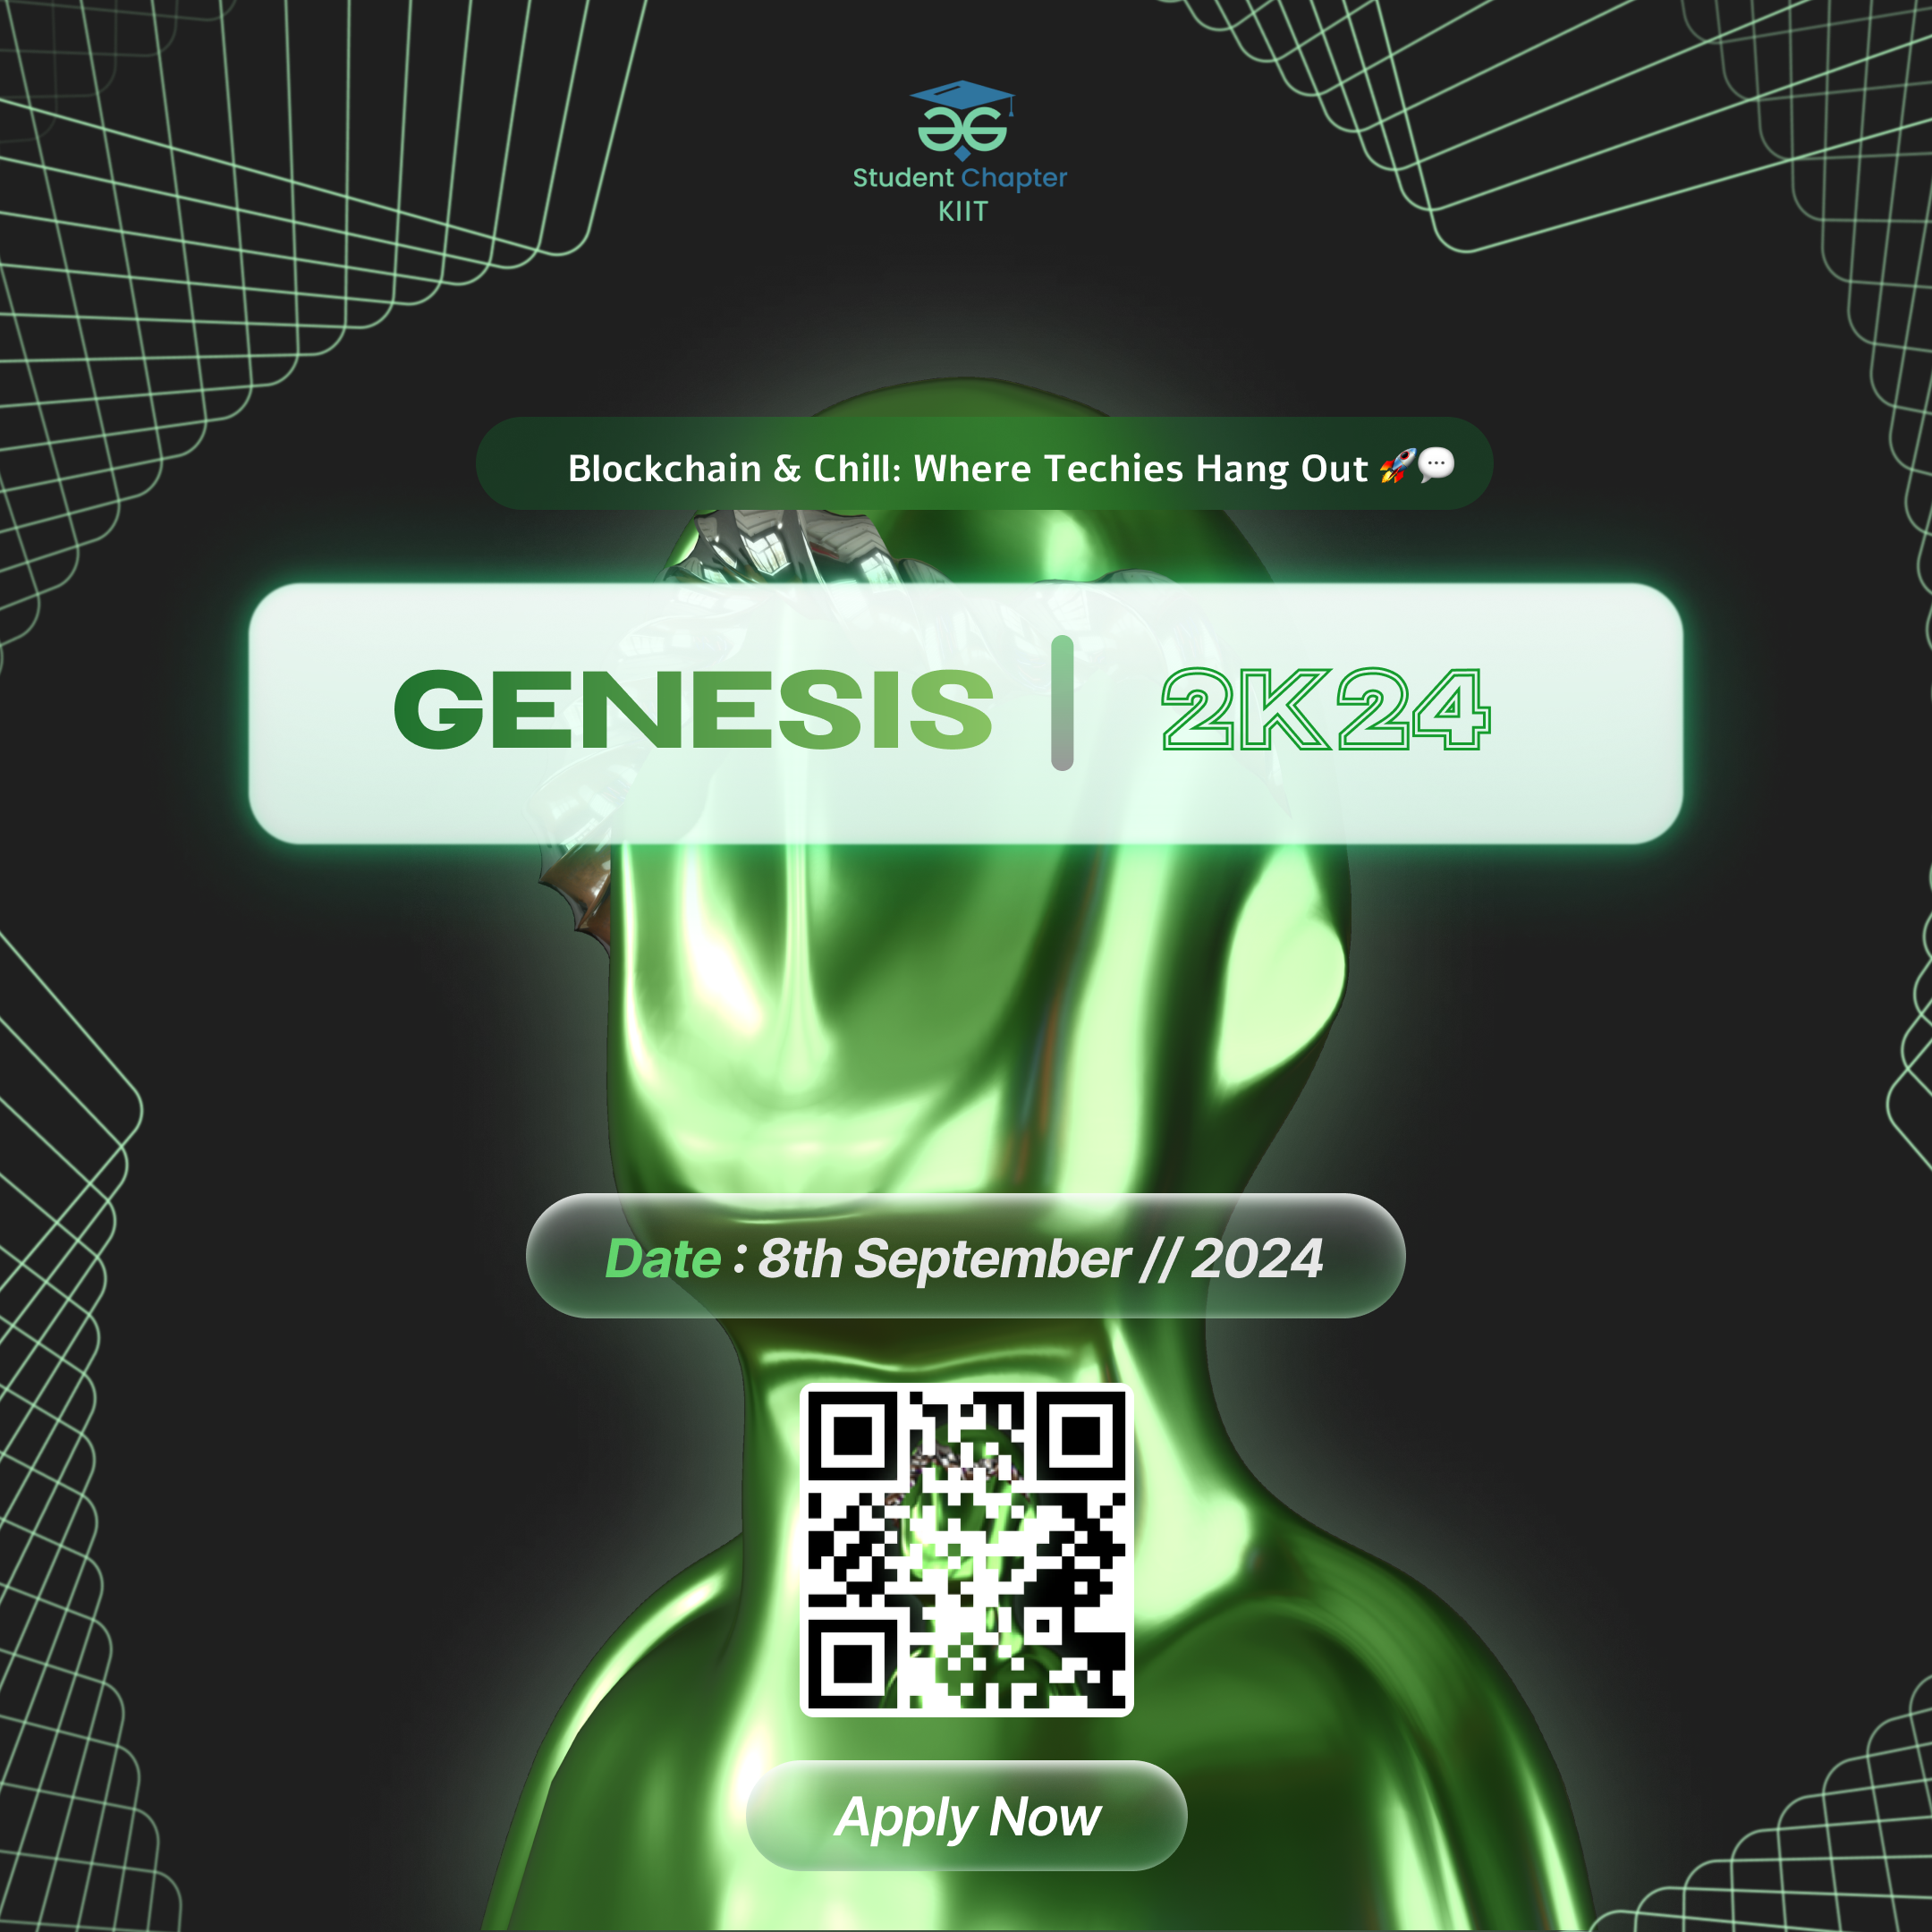 Student Chapter
KIIT
Blockchain & Chill: Where Techies Hang Out 🚀💬
GENESIS | 2K24
Date : 8th September // 2024
Apply Now